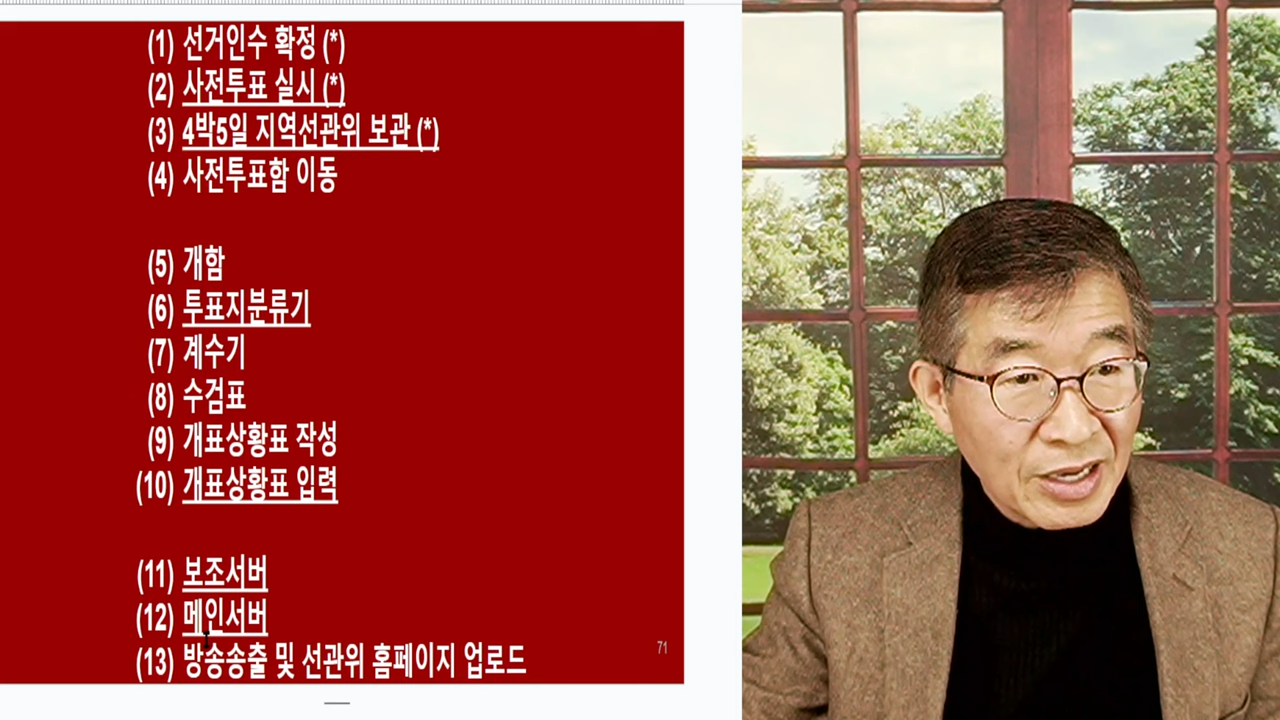 (1) 선거인수 확정 (*)
(2) 사전투표 실시 (*)
(3) 4박5일 지역선관위 보관 (*)
(4) 사전투표함 이동
(5) 개함
(6) 투표지분류기
(7) 계수기
(8) 수검표
(9) 개표상황표 작성
(10) 개표상황표 입력
(11) 보조서버
(12) 메인서버
(13) 방송송출 및 선관위 홈페이지 업로드
71